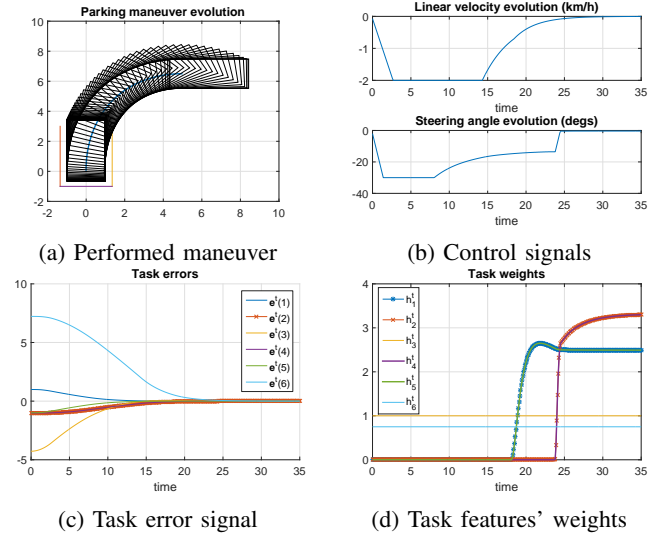 Parking maneuver evolution
10
8
6
4
2
0
-2
-2
0
2
4
6
8
10
(a) Performed maneuver
Linear velocity evolution (km/h)
0
-1
-2
0
5
10
15
20
25
30
35
time
Steering angle evolution (degs)
0
-20
-40
0
5
10
15
20
25
30
35
time
(b) Control signals
Task errors
10
5
0
-5
0
5
10
15
20
25
30
35
time
e^t(1)
e^t(2)
e^t(3)
e^t(4)
e^t(5)
e^t(6)
(c) Task error signal
Task weights
4
3
2
1
0
0
5
10
15
20
25
30
35
time
h^t_1
h^t_2
h^t_3
h^t_4
h^t_5
h^t_6
(d) Task features' weights